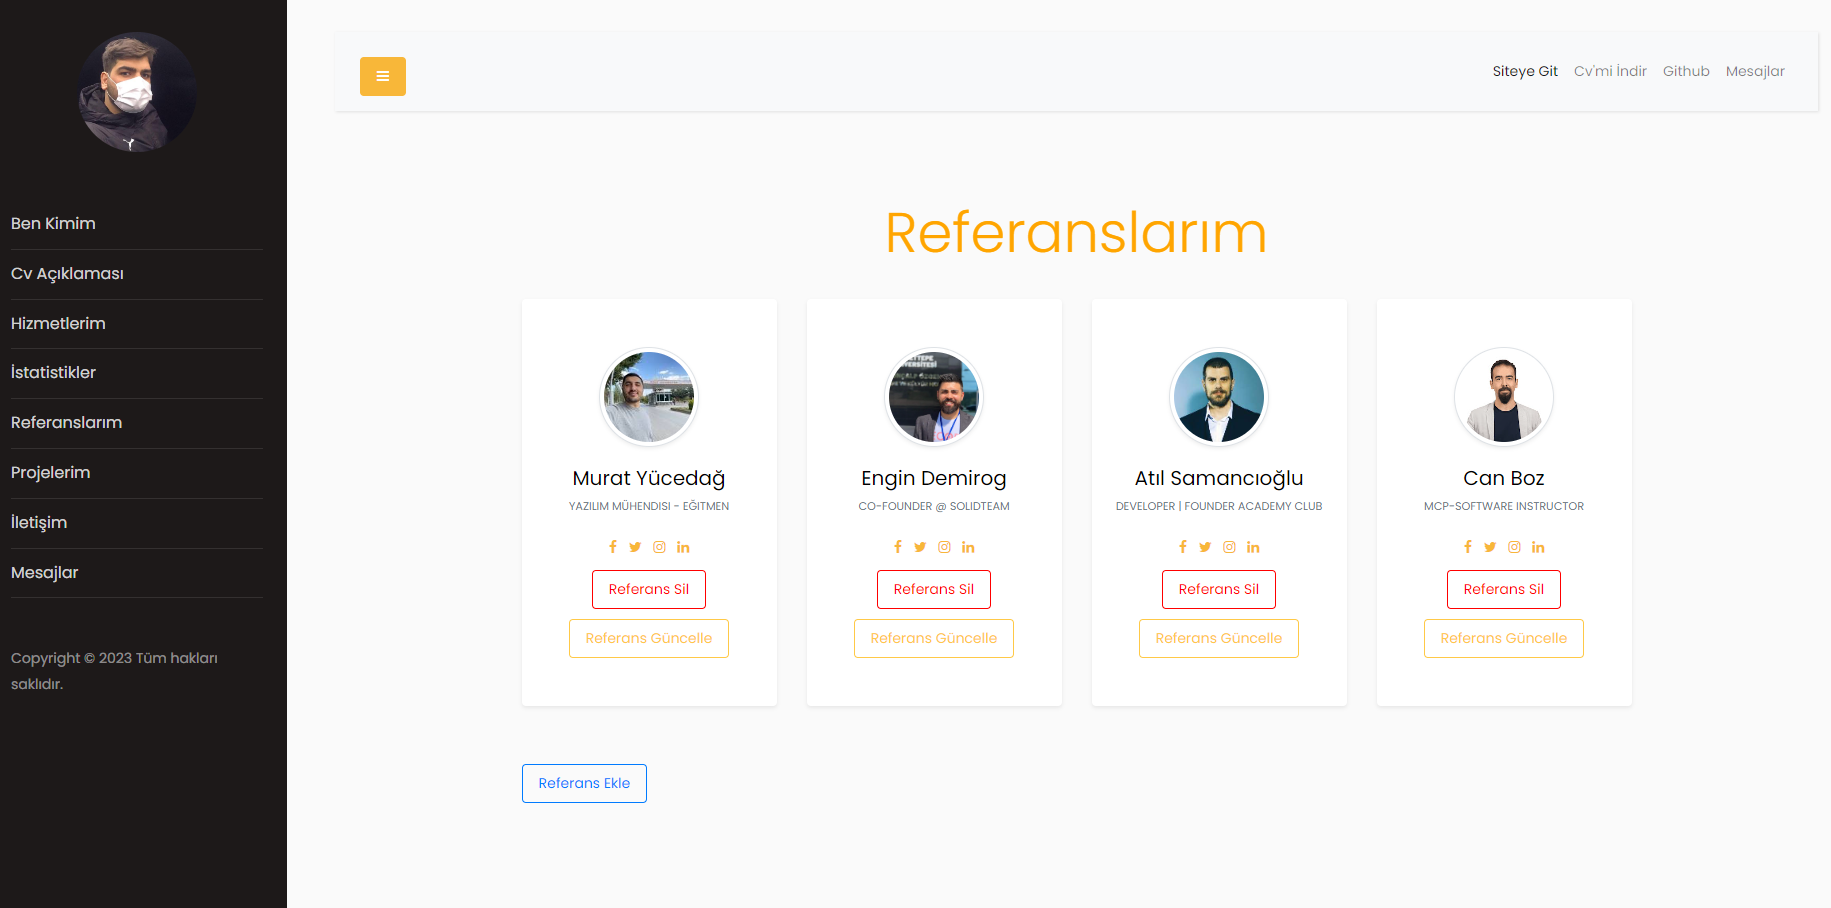 Ben Kimim
Cv Açıklaması
Hizmetlerim
İstatistikler
Referanslarım
Projelerim
İletişim
Mesajlar
Copyright © 2023 Tüm hakları
saklıdır.
Siteye Git Cv'mi İndir Github Mesajlar
Referanslarım
Murat Yücedağ
YAZILIM MÜHENDISI - EĞITMEN
Referans Sil
Referans Güncelle
Engin Demirog
CO-FOUNDER @ SOLIDTEAM
Referans Sil
Referans Güncelle
Atıl Samancıoğlu
DEVELOPER | FOUNDER ACADEMY CLUB
Referans Sil
Referans Güncelle
Can Boz
MCP-SOFTWARE INSTRUCTOR
Referans Sil
Referans Güncelle
Referans Ekle